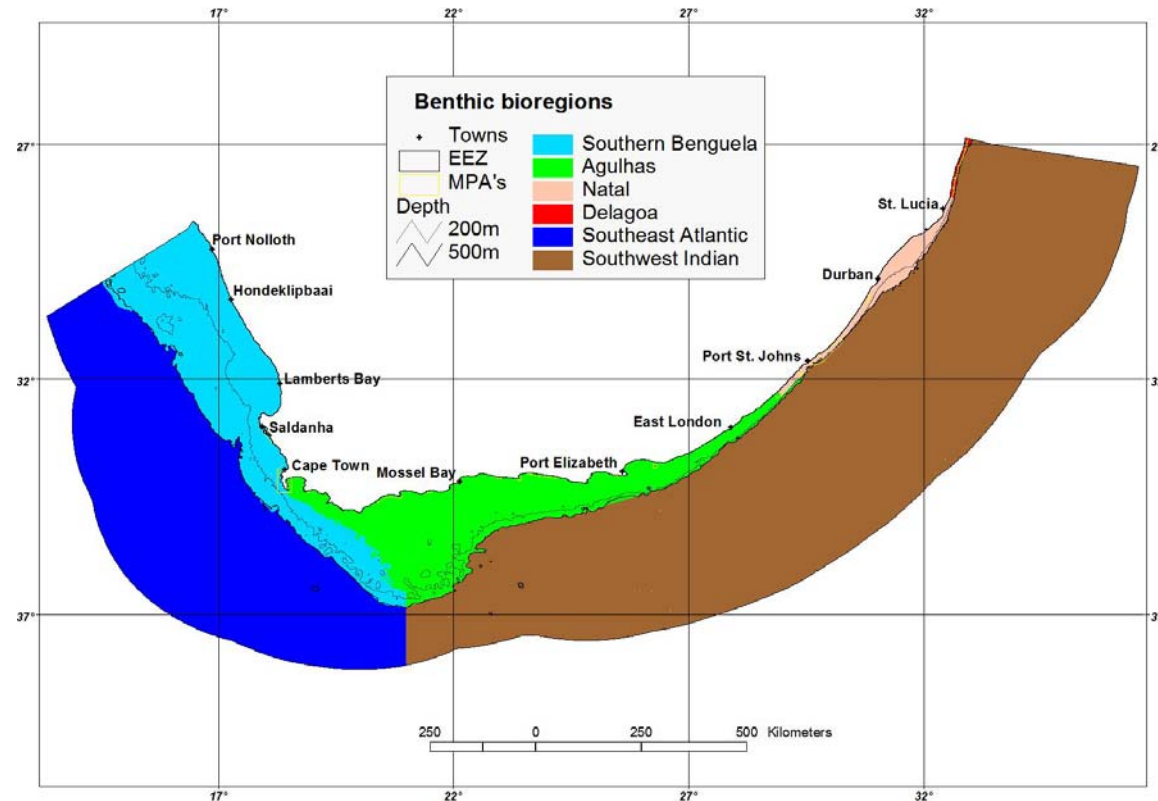 17°
22°
27°
32°
Benthic bioregions
Towns
EEZ
MPA's
Depth
200m
500m
Southern Benguela
Agulhas
Natal
Delagoa
Southeast Atlantic
Southwest Indian
27°
2
St. Lucia
Port Nolloth
Durban
Hondeklipbaai
Port St. Johns
32°
3
Lamberts Bay
East London
Saldanha
Cape Town
Mossel Bay
Port Elizabeth
37°
3
250
0
250
500
Kilometers
17°
22°
27°
32°